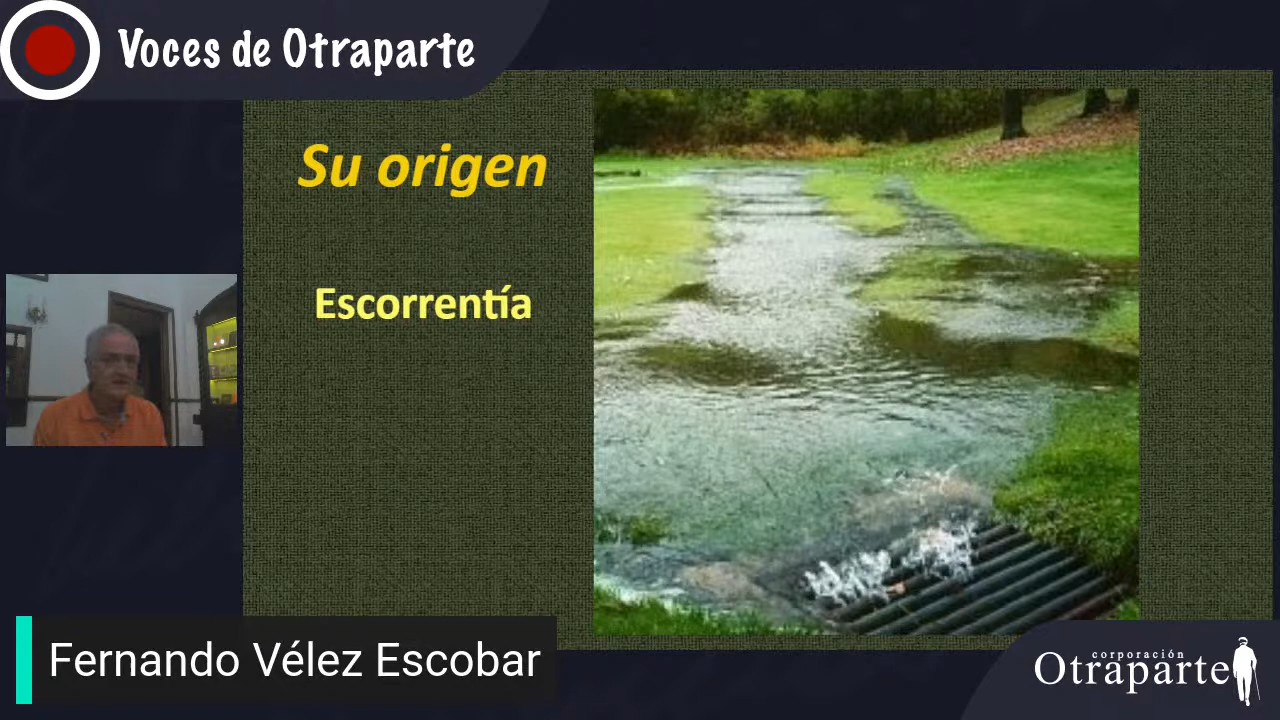 Voces de Otraparte
Su origen
Escorrentía
Fernando Vélez Escobar
corporación
Otraparte